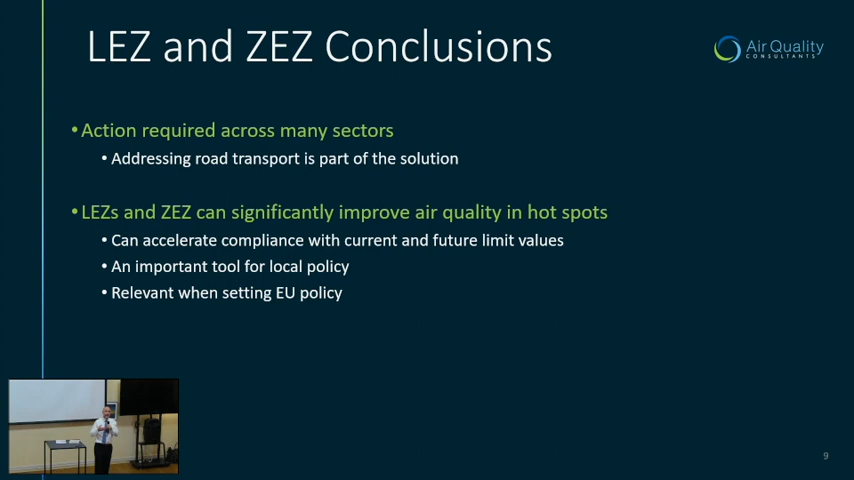 LEZ and ZEZ Conclusions
Air Quality
CONSULTANTS
• Action required across many sectors
• Addressing road transport is part of the solution
• LEZs and ZEZ can significantly improve air quality in hot spots
• Can accelerate compliance with current and future limit values
• An important tool for local policy
• Relevant when setting EU policy
9